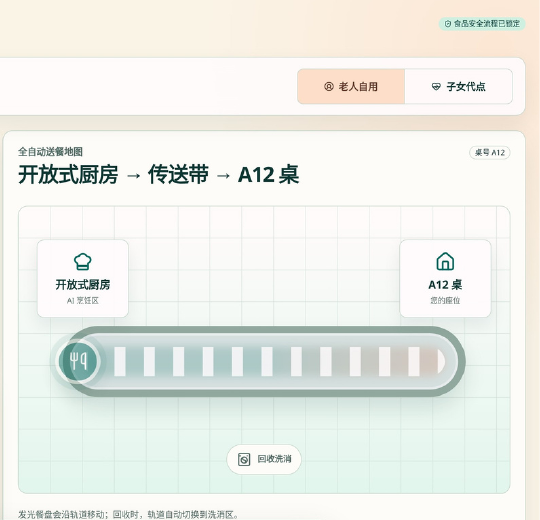 食品安全流程已锁定
老人自用
子女代点
全自动送餐地图
桌号 A12
开放式厨房 → 传送带 → A12 桌
开放式厨房
AI 烹饪区
A12 桌
您的座位
回收洗消
发光餐盘会沿轨道移动；回收时，轨道自动切换到洗消区。